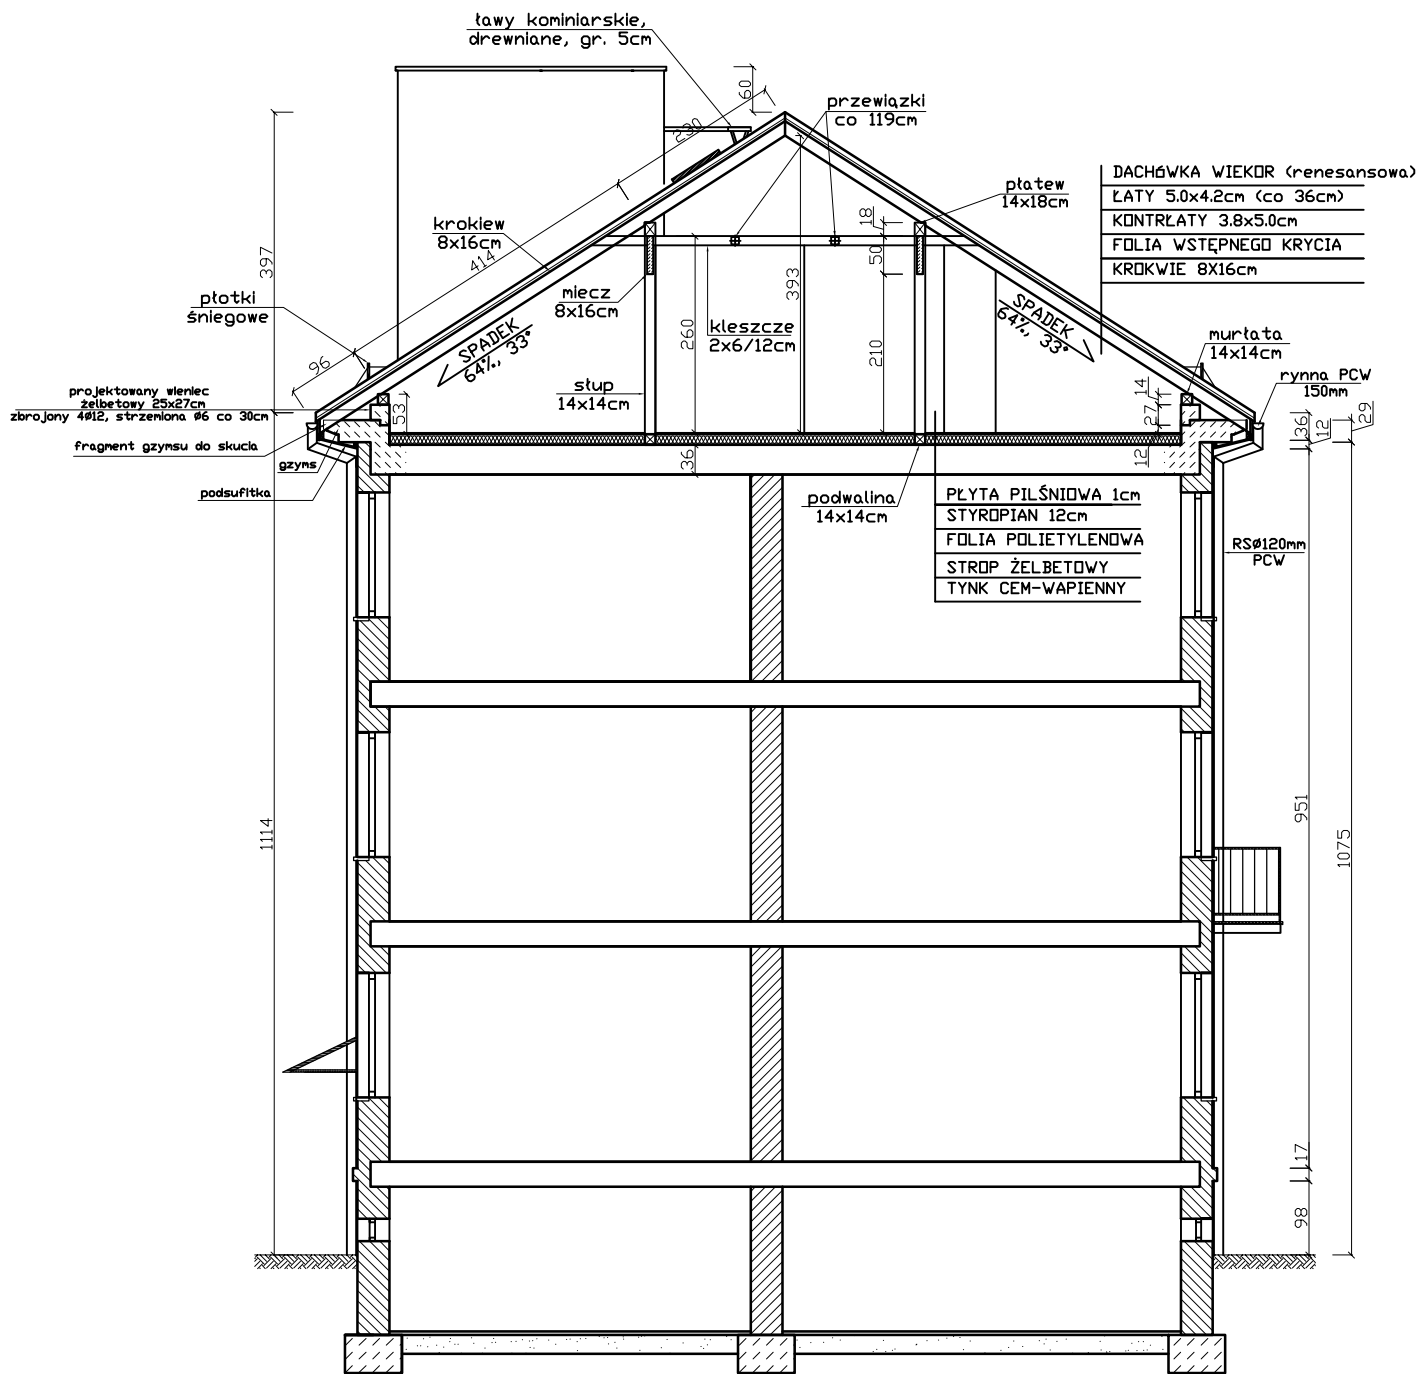 ławy kominiarskie,
drewniane, gr. 5cm
60
230
przewiązki
co 119cm
płatew
14x18cm
DACHÓWKA WIEKOR (renesansowa)
ŁATY 5.0x4.2cm (co 36cm)
KONTRŁATY 3.8x5.0cm
FOLIA WSTĘPNEGO KRYCIA
KROKWIE 8X16cm
krokiew
8x16cm
414
18
50
397
393
płotki
śniegowe
miecz
8x16cm
SPADEK
64%, 33°
260
kleszcze
2x6/12cm
210
SPADEK
64%, 33°
murłata
14x14cm
96
rynna PCW
150mm
projektowany wieniec
żelbetowy 25x27cm
zbrojony 4Ø12, strzemiona Ø6 co 30cm
53
słup
14x14cm
14
27
12
36
12
29
fragment gzymsu do skucia
gzyms
podsufitka
36
podwalina
14x14cm
PŁYTA PILŚNIOWA 1cm
STYROPIAN 12cm
FOLIA POLIETYLENOWA
STROP ŻELBETOWY
TYNK CEM-WAPIENNY
RSØ120mm
PCW
1114
951
1075
17
98